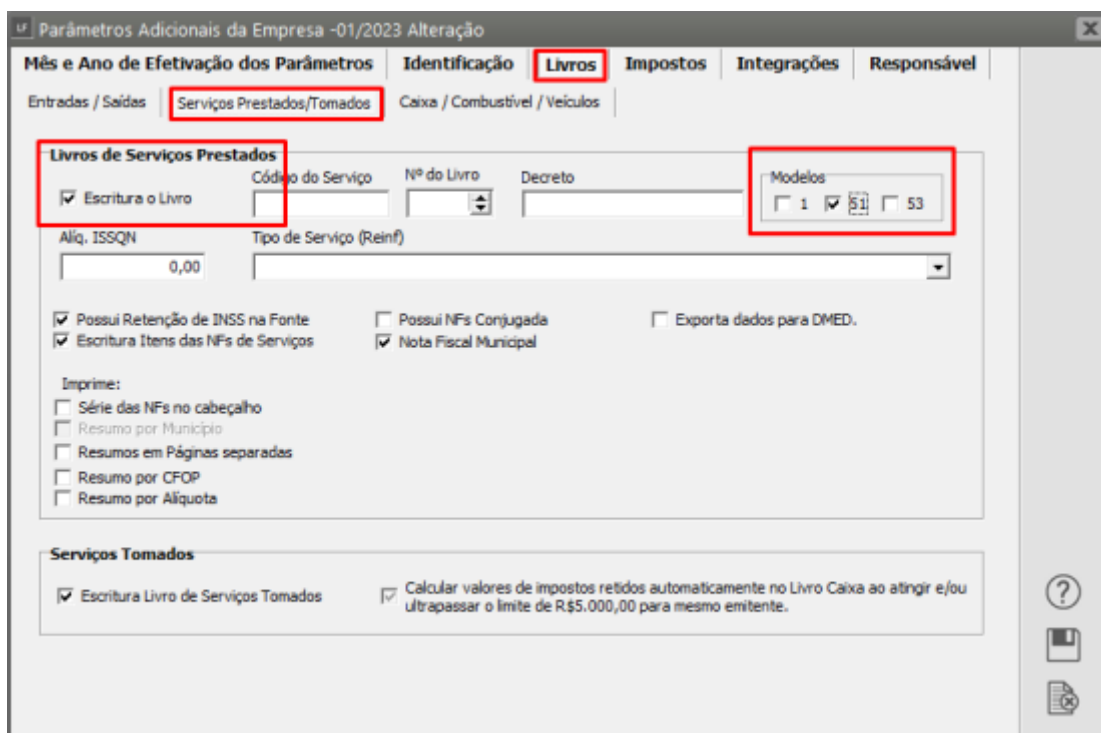 LF Parâmetros Adicionais da Empresa -01/2023 Alteração
Mês e Ano de Efetivação dos Parâmetros Identificação Livros Impostos Integrações Responsável
Entradas / Saídas Serviços Prestados/Tomados Caixa / Combustível / Veículos
Livros de Serviços Prestados
Código do Serviço Nº do Livro Decreto Modelos
Escritura o Livro 1 51 53
Alíq. ISSQN Tipo de Serviço (Reinf)
0,00
Possui Retenção de INSS na Fonte Possui NFs Conjugada Exporta dados para DMED.
Escritura Itens das NFs de Serviços Nota Fiscal Municipal
Imprime:
Série das NFs no cabeçalho
Resumo por Município
Resumos em Páginas separadas
Resumo por CFOP
Resumo por Alíquota
Serviços Tomados
Escritura Livro de Serviços Tomados Calcular valores de impostos retidos automaticamente no Livro Caixa ao atingir e/ou
ultrapassar o limite de R$5.000,00 para mesmo emitente.